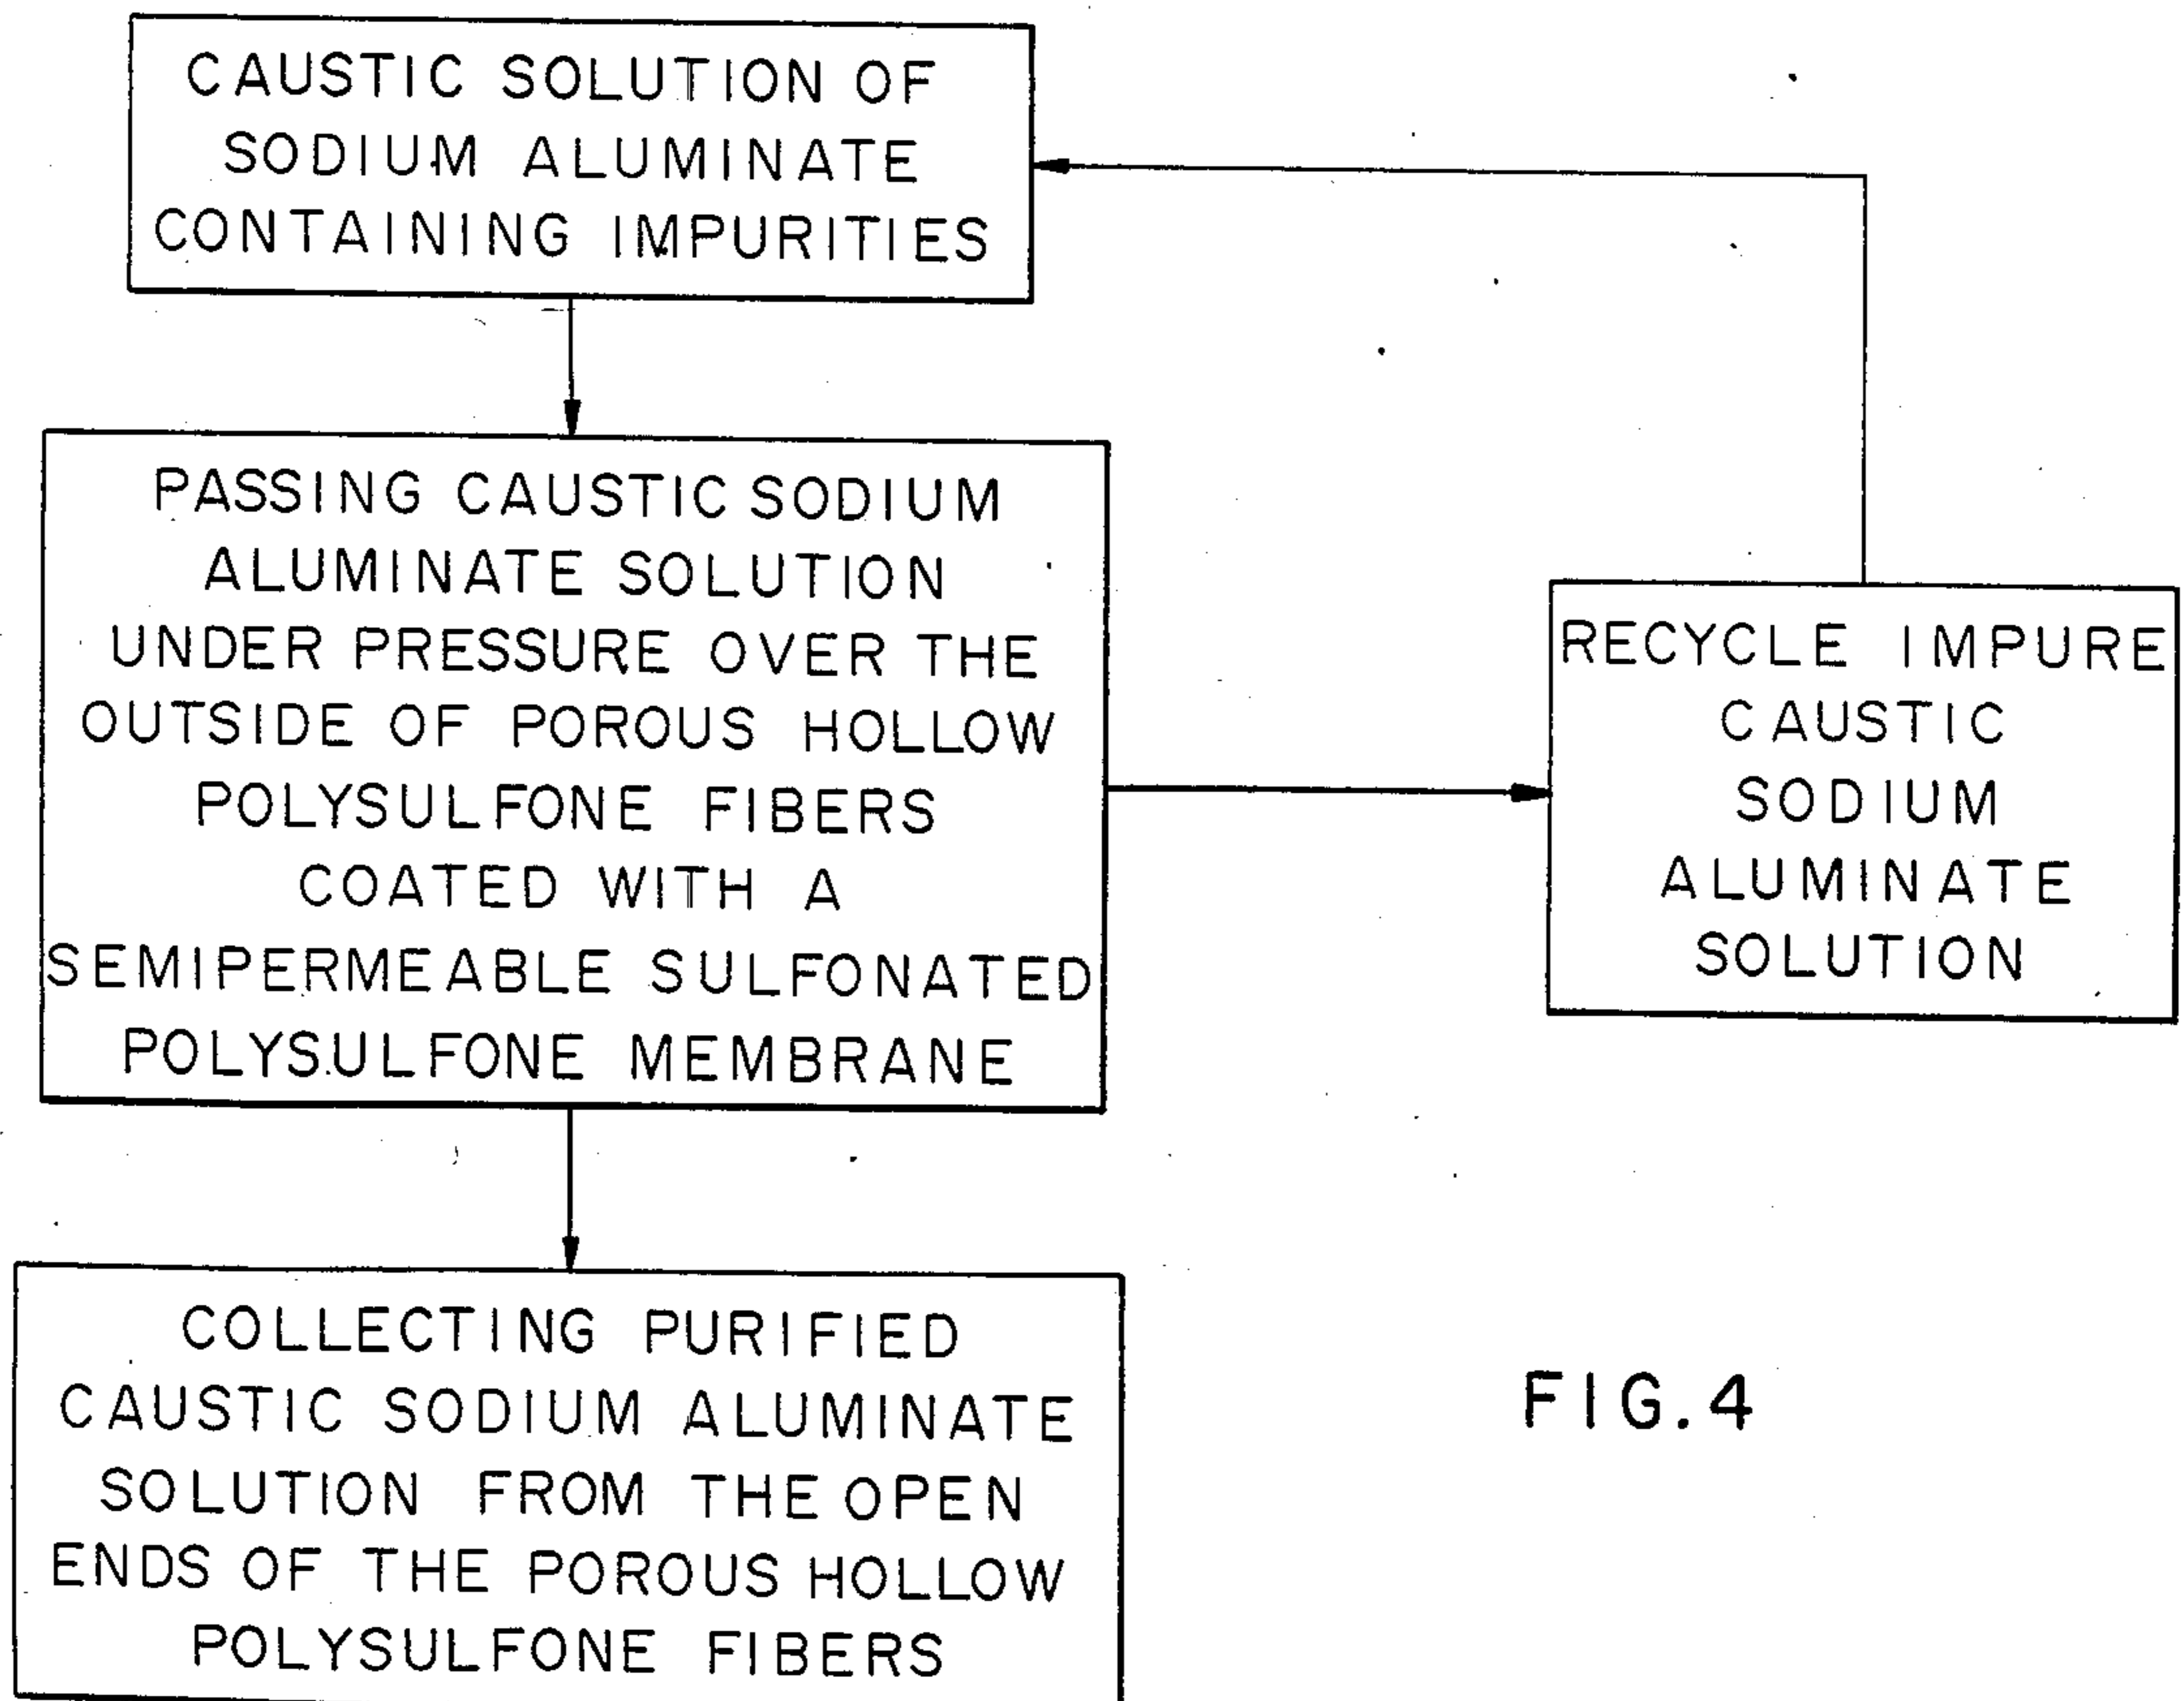 CAUSTIC SOLUTION OF
SODIUM ALUMINATE
CONTAINING IMPURITIES
PASSING CAUSTIC SODIUM
ALUMINATE SOLUTION
UNDER PRESSURE OVER THE
OUTSIDE OF POROUS HOLLOW
POLYSULFONE FIBERS
COATED WITH A
SEMIPERMEABLE SULFONATED
POLYSULFONE MEMBRANE
RECYCLE IMPURE
CAUSTIC
SODIUM
ALUMINATE
SOLUTION
COLLECTING PURIFIED
CAUSTIC SODIUM ALUMINATE
SOLUTION FROM THE OPEN
ENDS OF THE POROUS HOLLOW
POLYSULFONE FIBERS
FIG.4